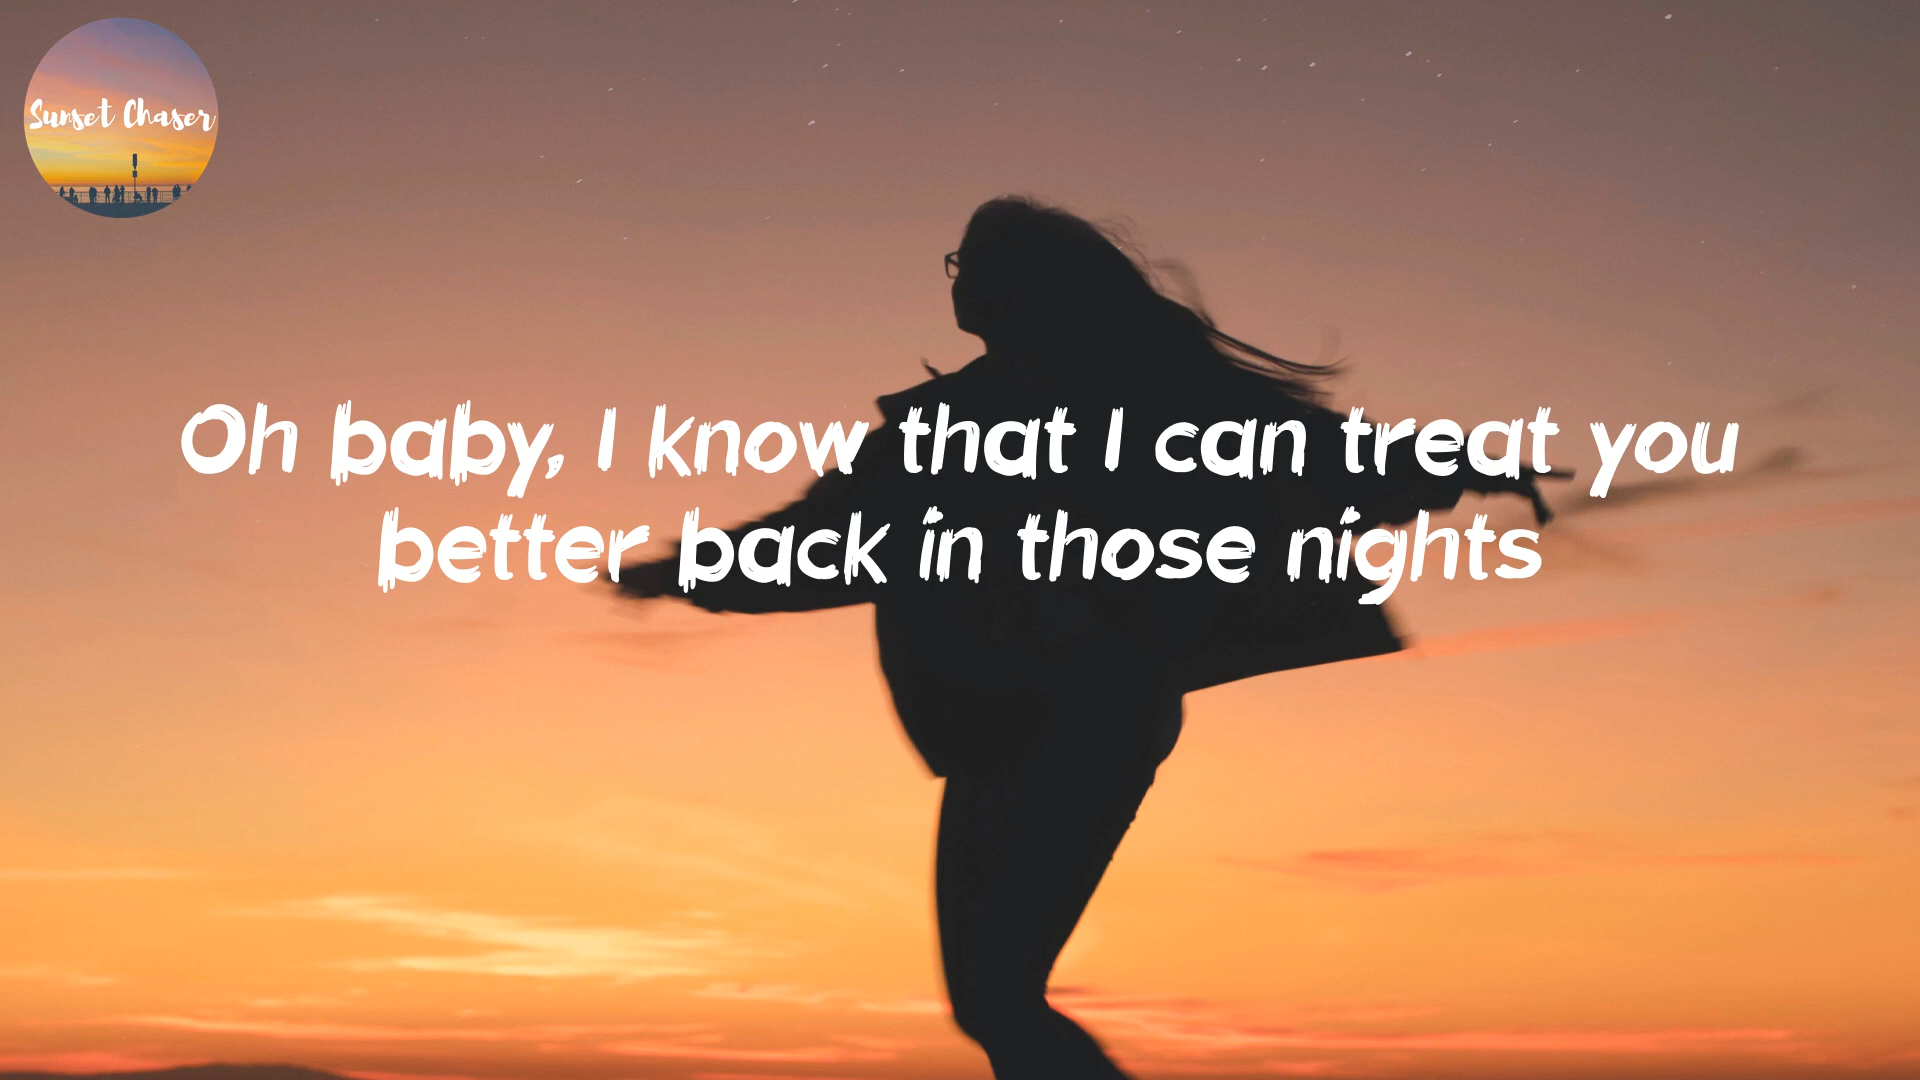 Sunset Chaser
Oh baby, I know that I can treat you
better back in those nights